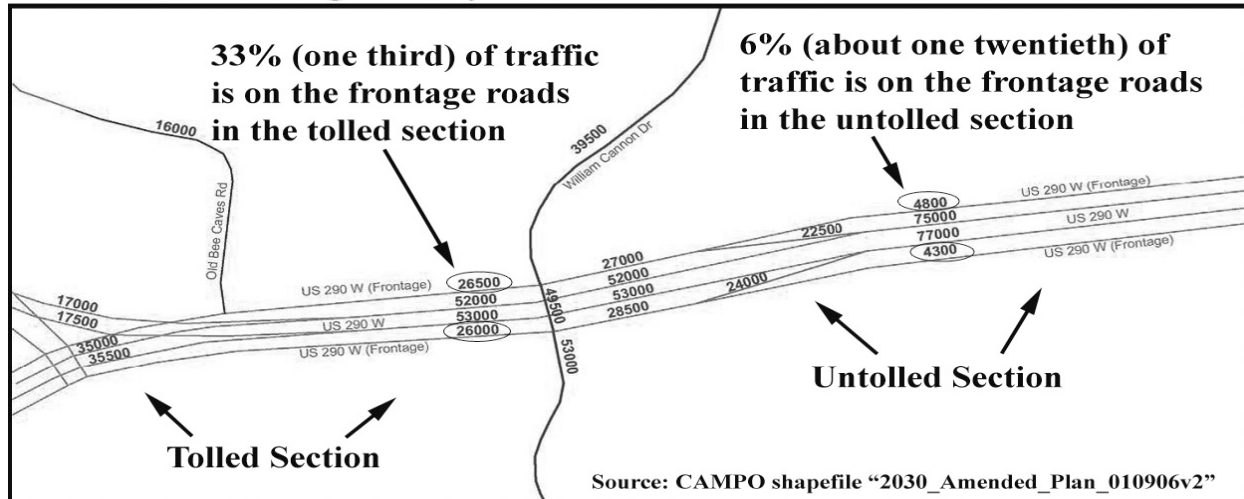 33% (one third) of traffic
is on the frontage roads
in the tolled section
6% (about one twentieth) of
traffic is on the frontage roads
in the untolled section
16000
Old Bee Caves Rd
39500
William Cannon Dr
4800
US 290 W (Frontage)
75000
22500
US 290 W
77000
27000
4300
US 290 W (Frontage)
52000
26500
US 290 W (Frontage)
53000
24000
17000
52000
49500
28500
17500
US 290 W
53000
35000
26000
35500
US 290 W (Frontage)
53000
Untolled Section
Tolled Section
Source: CAMPO shapefile “2030_Amended_Plan_010906v2”